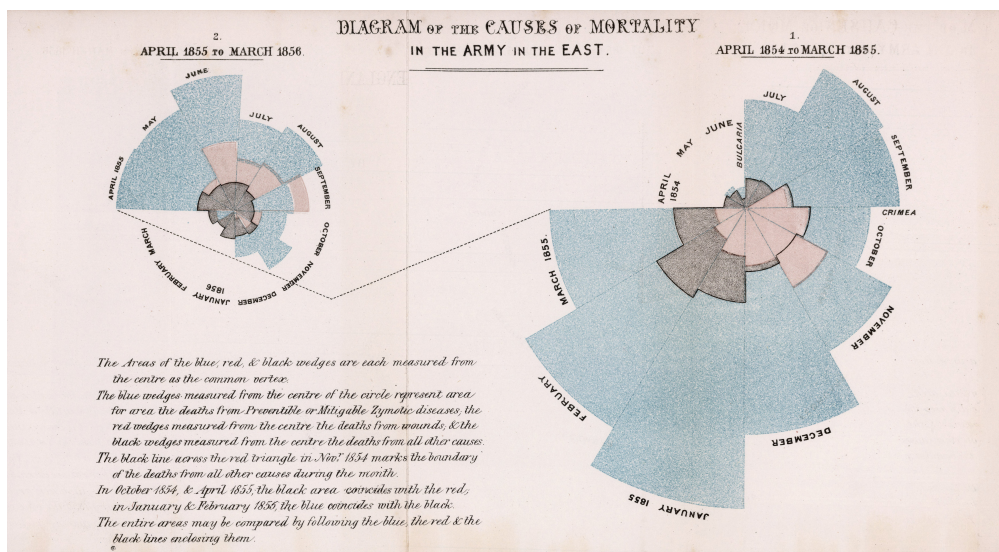 DIAGRAM OF THE CAUSES OF MORTALITY
IN THE ARMY IN THE EAST.
2.
APRIL 1855 TO MARCH 1856.
1.
APRIL 1854 TO MARCH 1855.
APRIL 1855
MAY
JUNE
JULY
AUGUST
SEPTEMBER
OCTOBER
NOVEMBER
DECEMBER
JANUARY
1856
FEBRUARY
MARCH
APRIL
1854
MAY
JUNE
JULY
AUGUST
SEPTEMBER
OCTOBER
NOVEMBER
DECEMBER
JANUARY 1855
FEBRUARY
MARCH 1855.
BULGARIA
CRIMEA
The Areas of the blue, red, & black wedges are each measured from
the centre as the common vertex.
The blue wedges measured from the centre of the circle represent area
for area the deaths from Preventible or Mitigable Zymotic diseases, the
red wedges measured from the centre the deaths from wounds, & the
black wedges measured from the centre the deaths from all other causes.
The black line across the red triangle in Novr. 1854 marks the boundary
of the deaths from all other causes during the month.
In October 1854, & April 1855, the black area coincides with the red,
in January & February 1856, the blue coincides with the black.
The entire areas may be compared by following the blue, the red & the
black lines enclosing them.